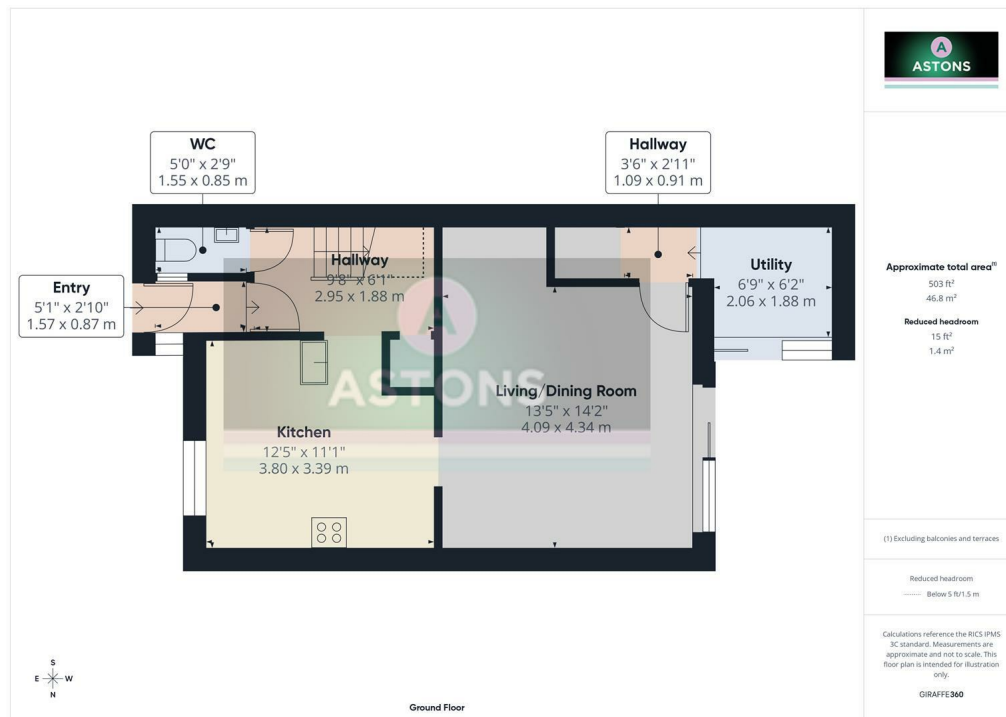 A
ASTONS
WC
5'0" x 2'9"
1.55 x 0.85 m
Hallway
3'6" x 2'11"
1.09 x 0.91 m
Entry
5'1" x 2'10"
1.57 x 0.87 m
Hallway
9'8" x 6'1"
2.95 x 1.88 m
Utility
6'9" x 6'2"
2.06 x 1.88 m
A
ASTONS
Living/Dining Room
13'5" x 14'2"
4.09 x 4.34 m
Kitchen
12'5" x 11'1"
3.80 x 3.39 m
Approximate total area(1)
503 ft²
46.8 m²
Reduced headroom
15 ft²
1.4 m²
(1) Excluding balconies and terraces
Reduced headroom
Below 5 ft/1.5 m
Calculations reference the RICS IPMS
3C standard. Measurements are
approximate and not to scale. This
floor plan is intended for illustration
only.
GIRAFFE360
S
E W
N
Ground Floor